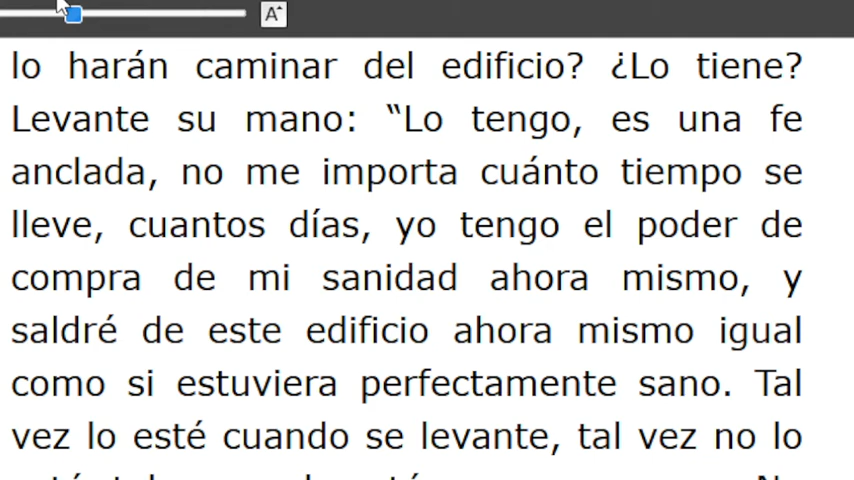 A
lo harán caminar del edificio? ¿Lo tiene?
Levante su mano: “Lo tengo, es una fe
anclada, no me importa cuánto tiempo se
lleve, cuantos días, yo tengo el poder de
compra de mi sanidad ahora mismo, y
saldré de este edificio ahora mismo igual
como si estuviera perfectamente sano. Tal
vez lo esté cuando se levante, tal vez no lo